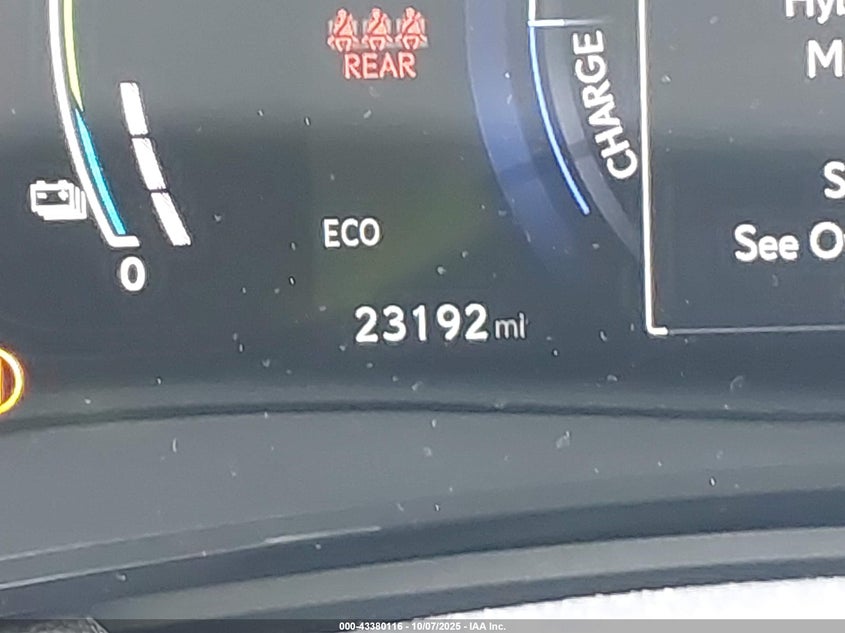 REAR
CHARGE
ECO
See
0
23192 mi
000-43380116 - 10/07/2025 - IAA Inc.